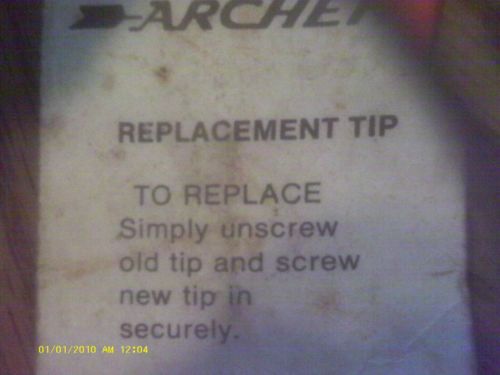 ARCHER
REPLACEMENT TIP
TO REPLACE
Simply unscrew
old tip and screw
new tip in
securely.
01/01/2010 AM 12:04